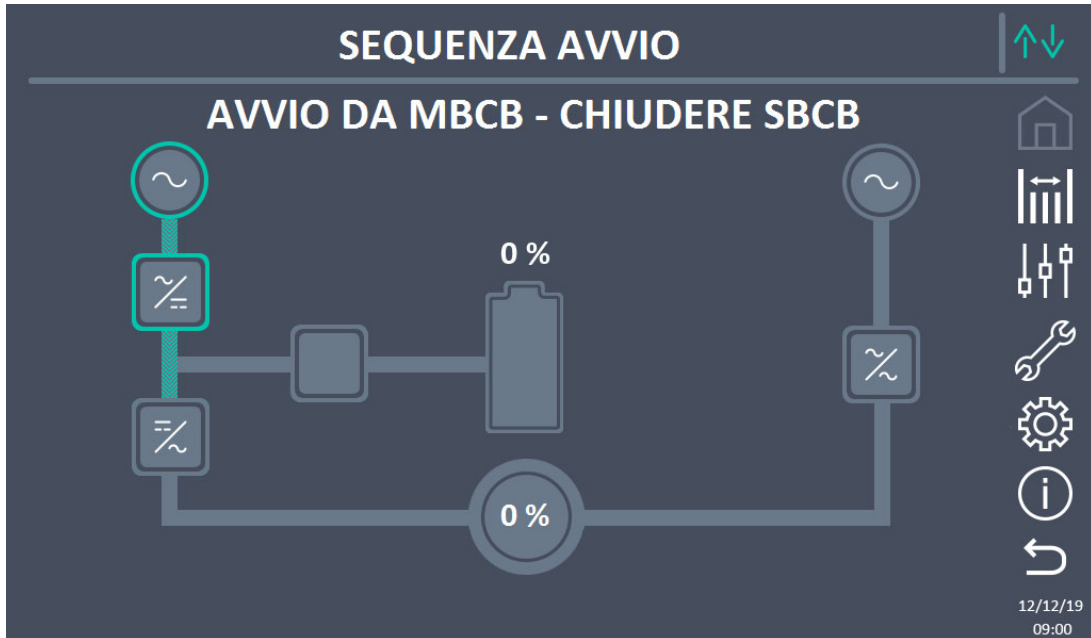 SEQUENZA AVVIO
AVVIO DA MBCB - CHIUDERE SBCB
0 %
0 %
12/12/19
09:00